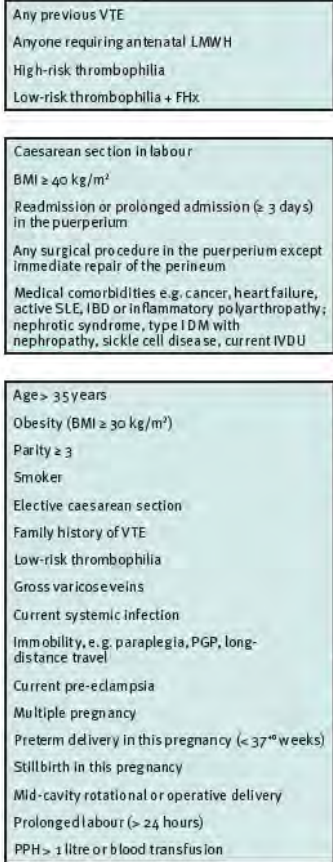 Any previous VTE
Anyone requiring antenatal LMWH
High-risk thrombophilia
Low-risk thrombophilia + FHx
Caesarean section in labour
BMI ≥ 40 kg/m²
Readmission or prolonged admission (≥ 3 days)
in the puerperium
Any surgical procedure in the puerperium except
immediate repair of the perineum
Medical comorbidities e.g. cancer, heart failure,
active SLE, IBD or inflammatory polyarthropathy;
nephrotic syndrome, type I DM with
nephropathy, sickle cell disease, current IVDU
Age > 35 years
Obesity (BMI ≥ 30 kg/m²)
Parity ≥ 3
Smoker
Elective caesarean section
Family history of VTE
Low-risk thrombophilia
Gross varicose veins
Current systemic infection
Immobility, e.g. paraplegia, PGP, long-
distance travel
Current pre-eclampsia
Multiple pregnancy
Preterm delivery in this pregnancy (< 37⁺⁰ weeks)
Stillbirth in this pregnancy
Mid-cavity rotational or operative delivery
Prolonged labour (> 24 hours)
PPH > 1 litre or blood transfusion